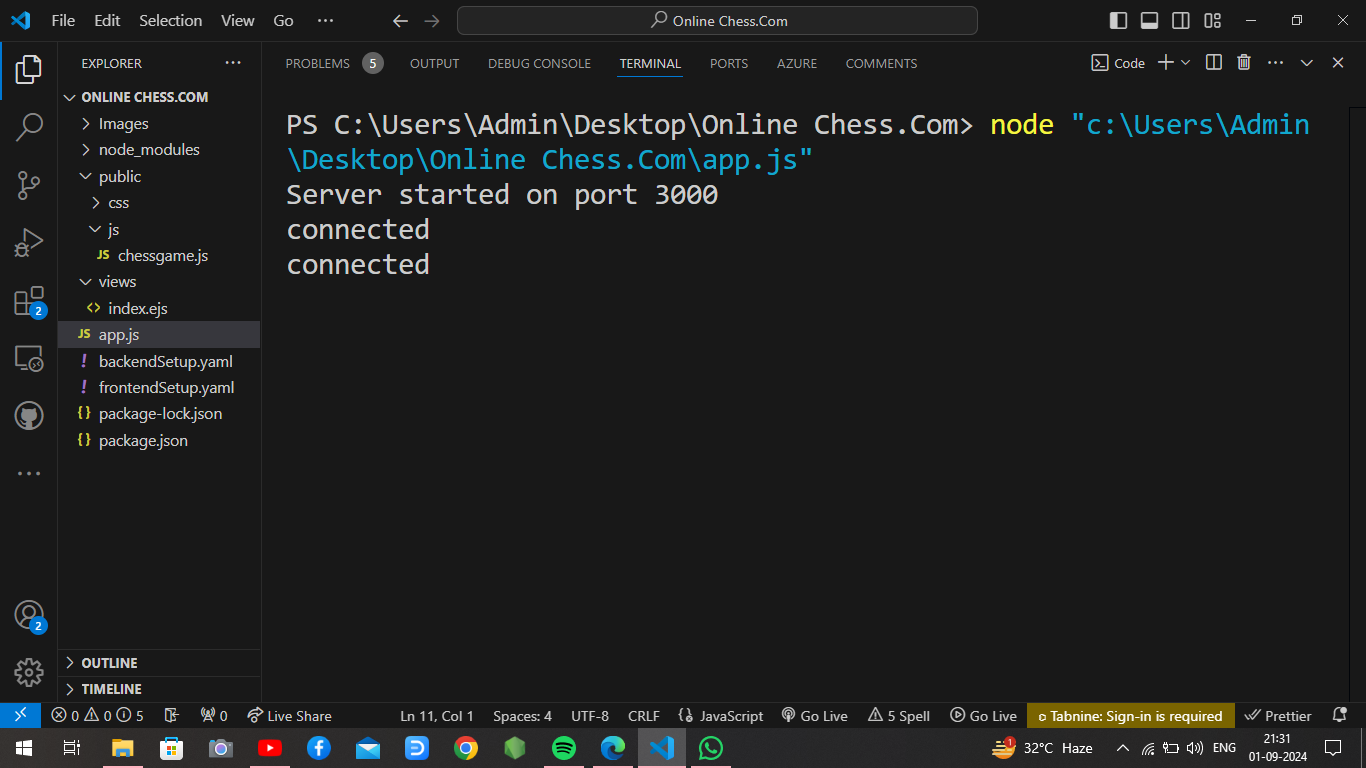 File Edit Selection View Go ··· Online Chess.Com
EXPLORER ···
PROBLEMS 5 OUTPUT DEBUG CONSOLE TERMINAL PORTS AZURE COMMENTS Code ···
ONLINE CHESS.COM
Images
node_modules
public
css
js
JS chessgame.js
views
<> index.ejs
JS app.js
! backendSetup.yaml
! frontendSetup.yaml
{} package-lock.json
{} package.json
OUTLINE
TIMELINE
2
2
PS C:\Users\Admin\Desktop\Online Chess.Com> node "c:\Users\Admin
\Desktop\Online Chess.Com\app.js"
Server started on port 3000
connected
connected
0 0 5 0 Live Share Ln 11, Col 1 Spaces: 4 UTF-8 CRLF {} JavaScript Go Live 5 Spell Go Live Tabnine: Sign-in is required Prettier
1 32°C Haze ENG 21:31
01-09-2024